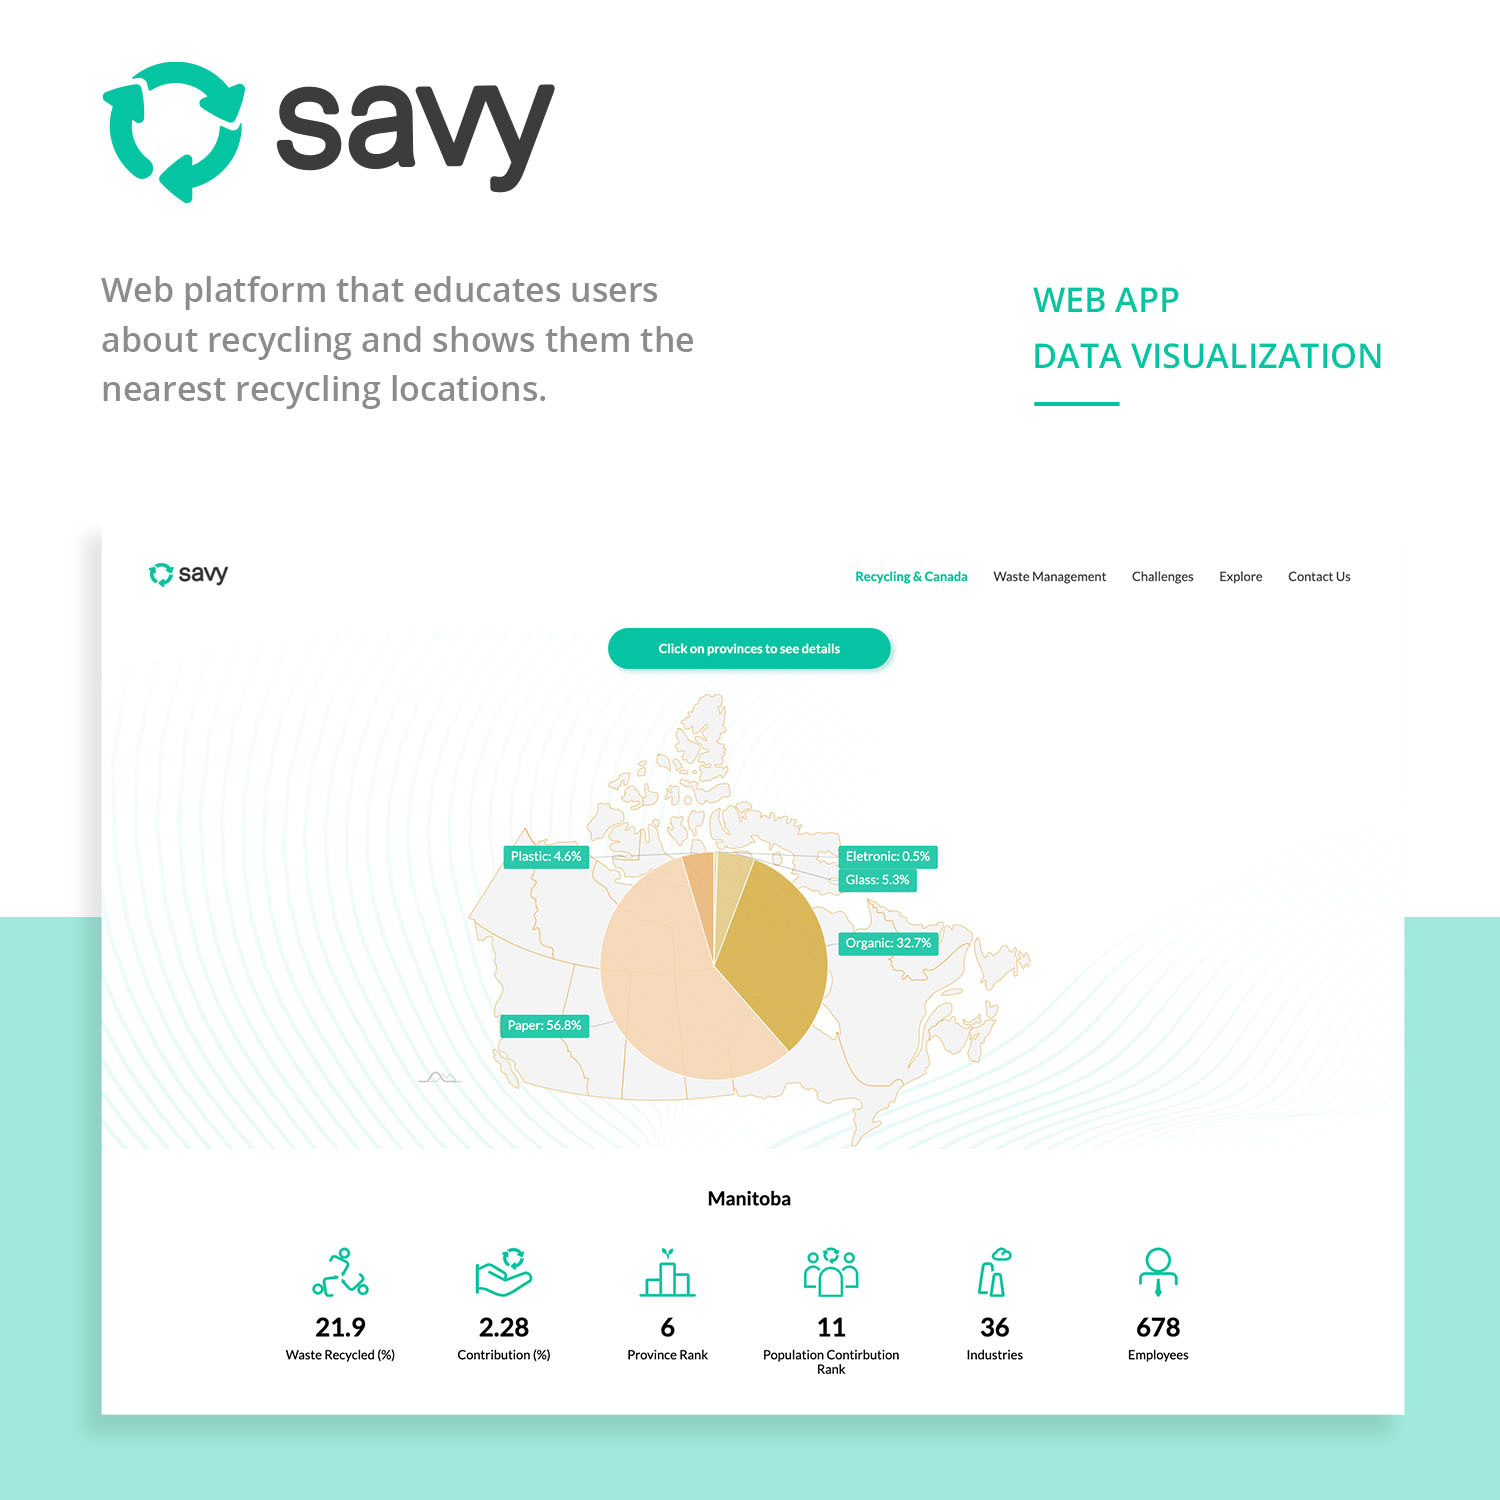 savy
Web platform that educates users
about recycling and shows them the
nearest recycling locations.
WEB APP
DATA VISUALIZATION
savy
Recycling & Canada
Waste Management
Challenges
Explore
Contact Us
Click on provinces to see details
Plastic: 4.6%
Eletronic: 0.5%
Glass: 5.3%
Organic: 32.7%
Paper: 56.8%
Manitoba
21.9
Waste Recycled (%)
2.28
Contribution (%)
6
Province Rank
11
Population Contirbution
Rank
36
Industries
678
Employees